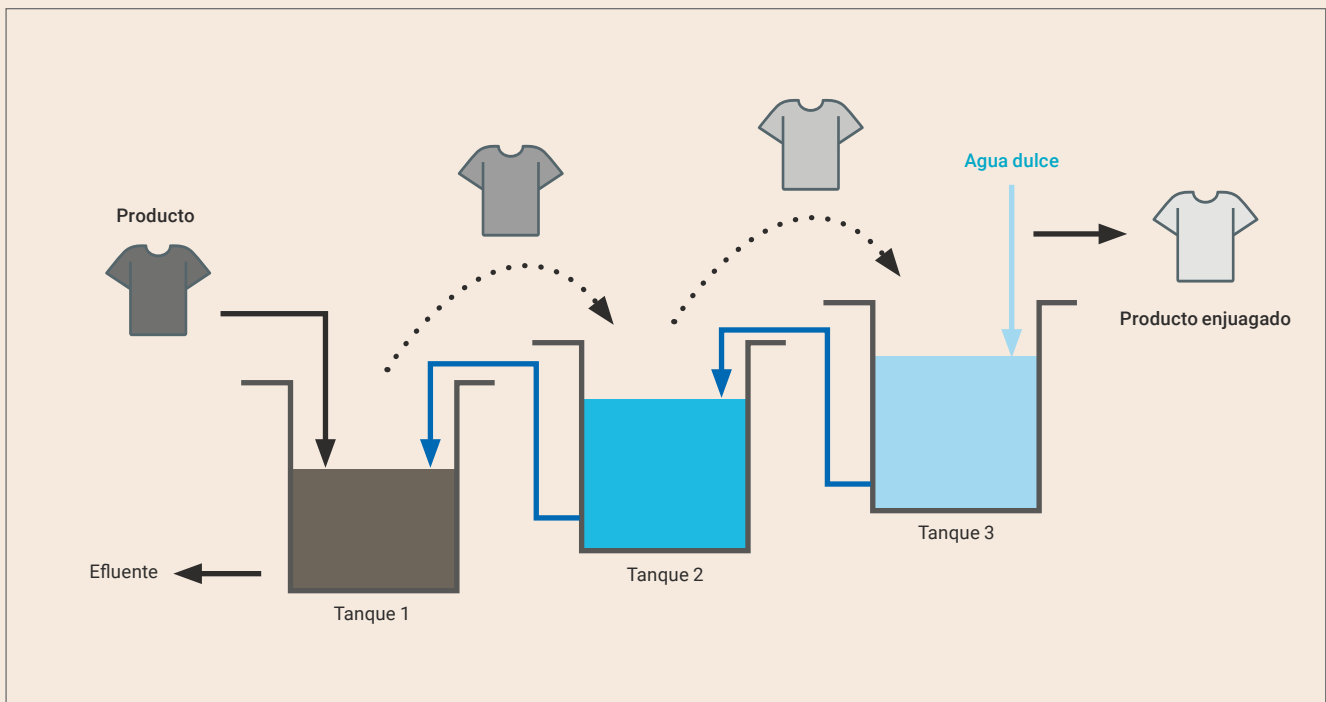 Producto
Agua dulce
Producto enjuagado
Efluente
Tanque 1
Tanque 2
Tanque 3